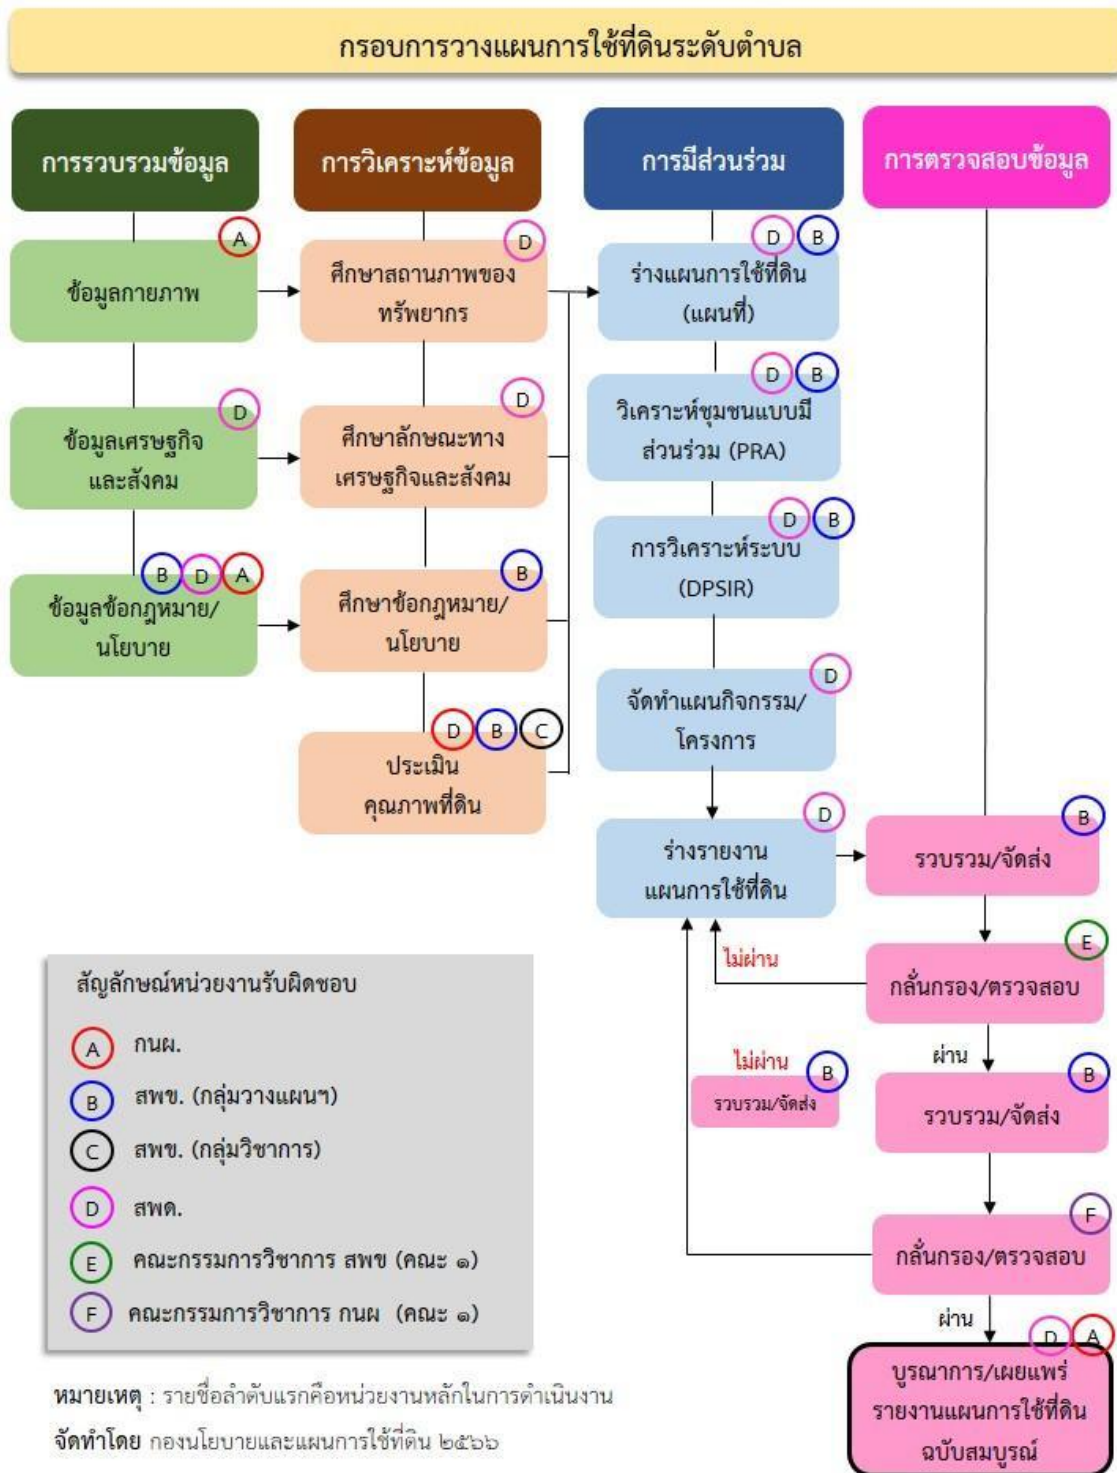 กรอบการวางแผนการใช้ที่ดินระดับตำบล
การรวบรวมข้อมูล
A
ข้อมูลกายภาพ
D
ข้อมูลเศรษฐกิจ
และสังคม
B D A
ข้อมูลข้อกฎหมาย/
นโยบาย
การวิเคราะห์ข้อมูล
D
ศึกษาสถานภาพของ
ทรัพยากร
D
ศึกษาลักษณะทาง
เศรษฐกิจและสังคม
B
ศึกษาข้อกฎหมาย/
นโยบาย
D B C
ประเมิน
คุณภาพที่ดิน
การมีส่วนร่วม
D B
ร่างแผนการใช้ที่ดิน
(แผนที่)
D B
วิเคราะห์ชุมชนแบบมี
ส่วนร่วม (PRA)
D B
การวิเคราะห์ระบบ
(DPSIR)
D
จัดทำแผนกิจกรรม/
โครงการ
D
ร่างรายงาน
แผนการใช้ที่ดิน
การตรวจสอบข้อมูล
B
รวบรวม/จัดส่ง
E
กลั่นกรอง/ตรวจสอบ
ไม่ผ่าน
ผ่าน
B
รวบรวม/จัดส่ง
ไม่ผ่าน
B
รวบรวม/จัดส่ง
F
กลั่นกรอง/ตรวจสอบ
ผ่าน
D A
บูรณาการ/เผยแพร่
รายงานแผนการใช้ที่ดิน
ฉบับสมบูรณ์
สัญลักษณ์หน่วยงานรับผิดชอบ
A กนผ.
B สพข. (กลุ่มวางแผนฯ)
C สพข. (กลุ่มวิชาการ)
D สพด.
E คณะกรรมการวิชาการ สพข (คณะ ๑)
F คณะกรรมการวิชาการ กนผ (คณะ ๑)
หมายเหตุ : รายชื่อลำดับแรกคือหน่วยงานหลักในการดำเนินงาน
จัดทำโดย กองนโยบายและแผนการใช้ที่ดิน ๒๕๖๖